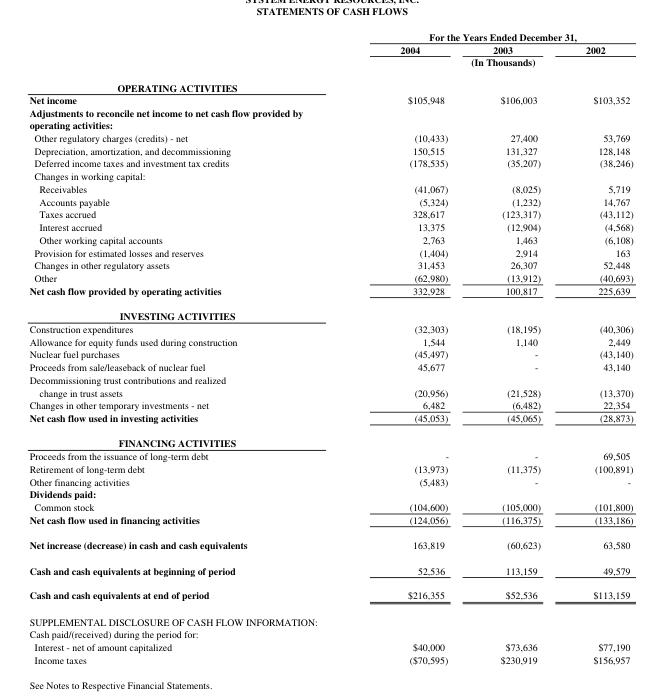 SYSTEM ENERGY RESOURCES, INC.
STATEMENTS OF CASH FLOWS
For the Years Ended December 31,
2004 2003 2002
(In Thousands)
OPERATING ACTIVITIES
Net income $105,948 $106,003 $103,352
Adjustments to reconcile net income to net cash flow provided by
operating activities:
Other regulatory charges (credits) - net (10,433) 27,400 53,769
Depreciation, amortization, and decommissioning 150,515 131,327 128,148
Deferred income taxes and investment tax credits (178,535) (35,207) (38,246)
Changes in working capital:
Receivables (41,067) (8,025) 5,719
Accounts payable (5,324) (1,232) 14,767
Taxes accrued 328,617 (123,317) (43,112)
Interest accrued 13,375 (12,904) (4,568)
Other working capital accounts 2,763 1,463 (6,108)
Provision for estimated losses and reserves (1,404) 2,914 163
Changes in other regulatory assets 31,453 26,307 52,448
Other (62,980) (13,912) (40,693)
Net cash flow provided by operating activities 332,928 100,817 225,639
INVESTING ACTIVITIES
Construction expenditures (32,303) (18,195) (40,306)
Allowance for equity funds used during construction 1,544 1,140 2,449
Nuclear fuel purchases (45,497) - (43,140)
Proceeds from sale/leaseback of nuclear fuel 45,677 - 43,140
Decommissioning trust contributions and realized
change in trust assets (20,956) (21,528) (13,370)
Changes in other temporary investments - net 6,482 (6,482) 22,354
Net cash flow used in investing activities (45,053) (45,065) (28,873)
FINANCING ACTIVITIES
Proceeds from the issuance of long-term debt - - 69,505
Retirement of long-term debt (13,973) (11,375) (100,891)
Other financing activities (5,483) - -
Dividends paid:
Common stock (104,600) (105,000) (101,800)
Net cash flow used in financing activities (124,056) (116,375) (133,186)
Net increase (decrease) in cash and cash equivalents 163,819 (60,623) 63,580
Cash and cash equivalents at beginning of period 52,536 113,159 49,579
Cash and cash equivalents at end of period $216,355 $52,536 $113,159
SUPPLEMENTAL DISCLOSURE OF CASH FLOW INFORMATION:
Cash paid/(received) during the period for:
Interest - net of amount capitalized $40,000 $73,636 $77,190
Income taxes ($70,595) $230,919 $156,957
See Notes to Respective Financial Statements.